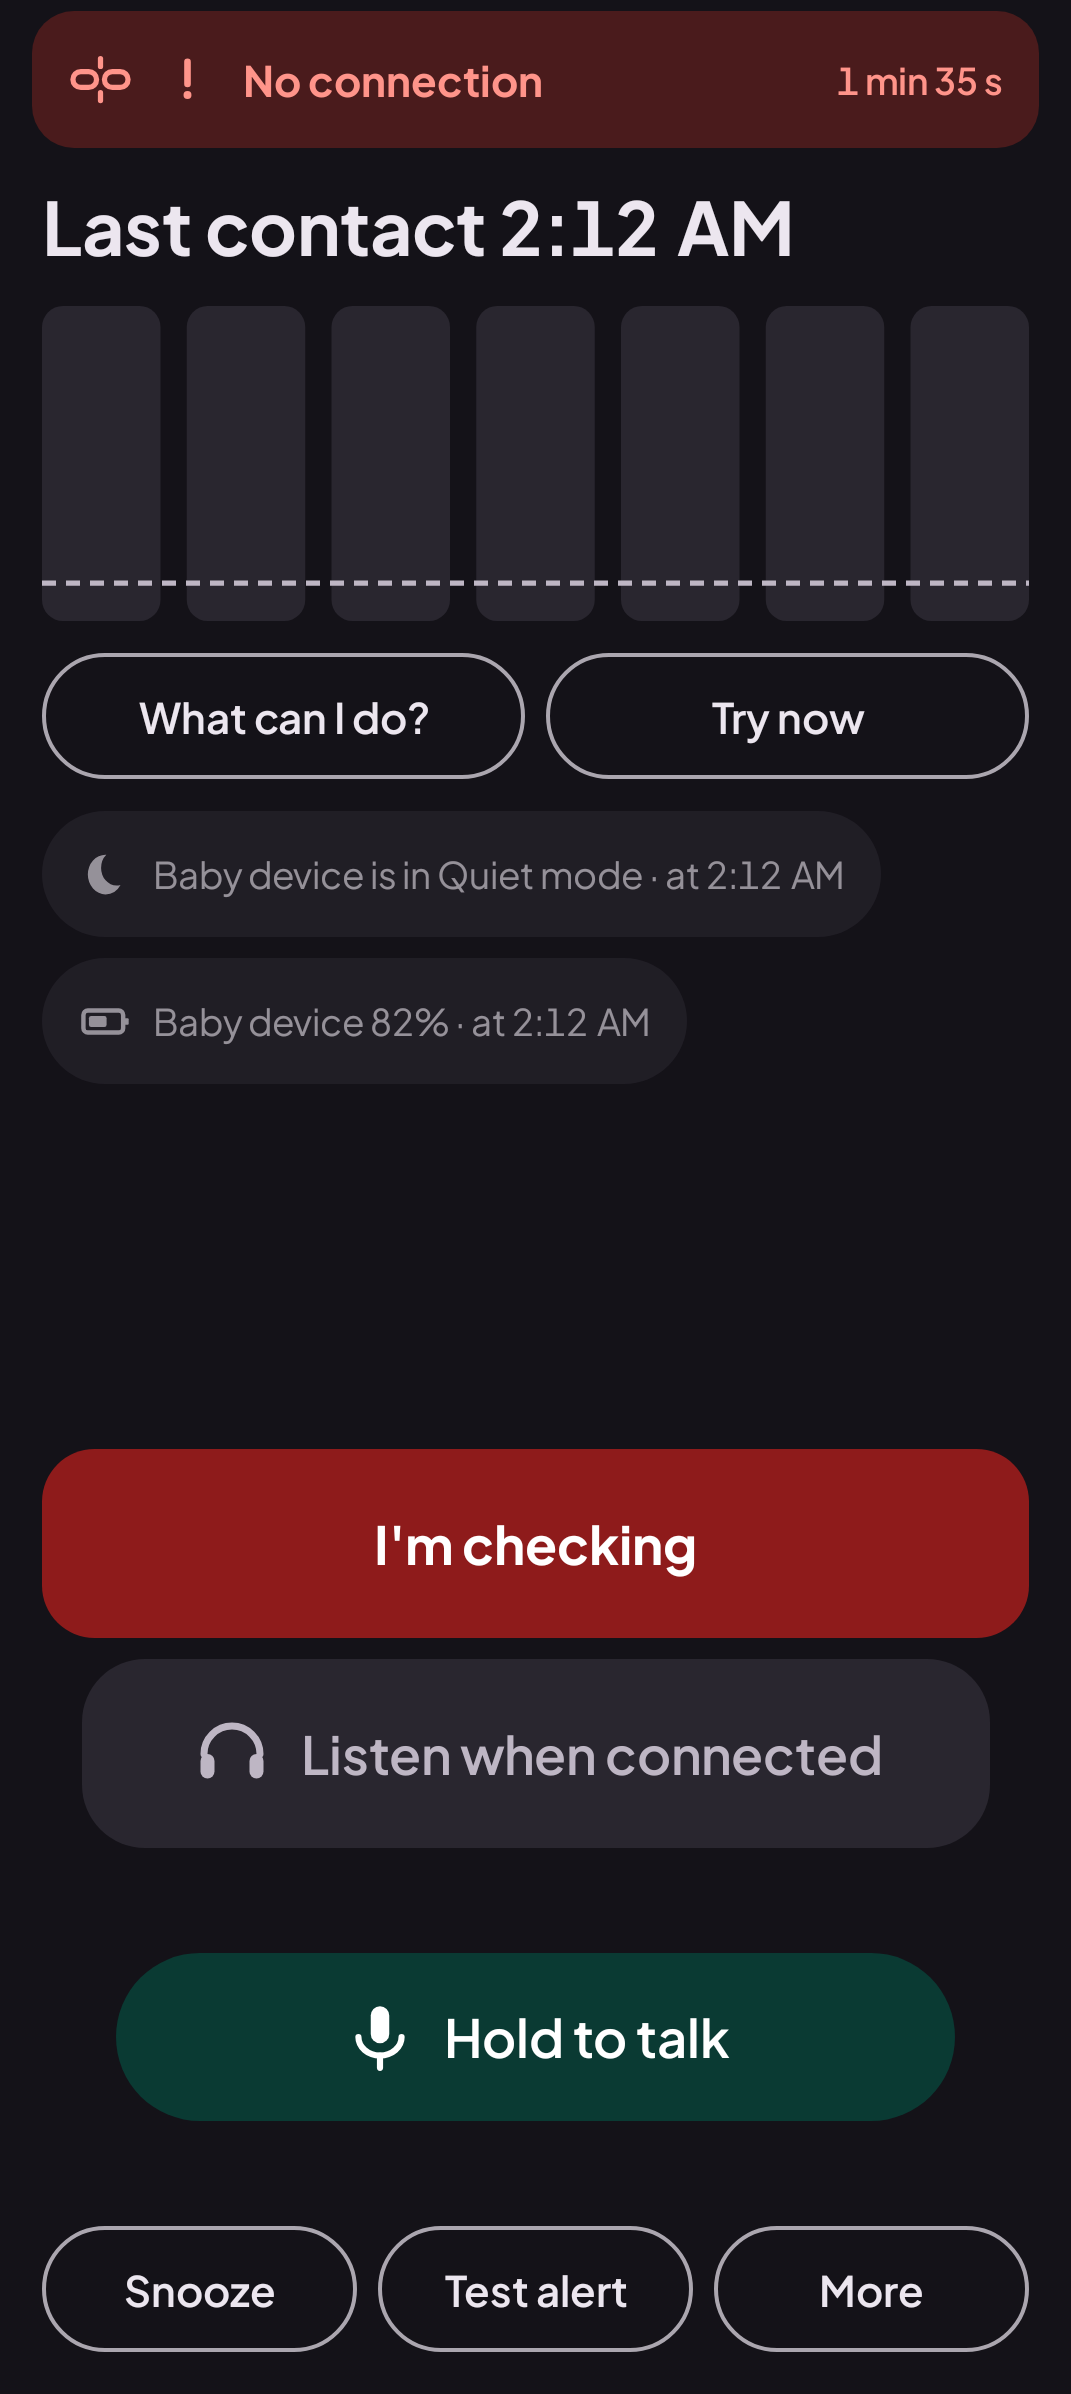 ! No connection 1 min 35 s
Last contact 2:12 AM
What can I do? Try now
Baby device is in Quiet mode · at 2:12 AM
Baby device 82% · at 2:12 AM
I'm checking
Listen when connected
Hold to talk
Snooze Test alert More